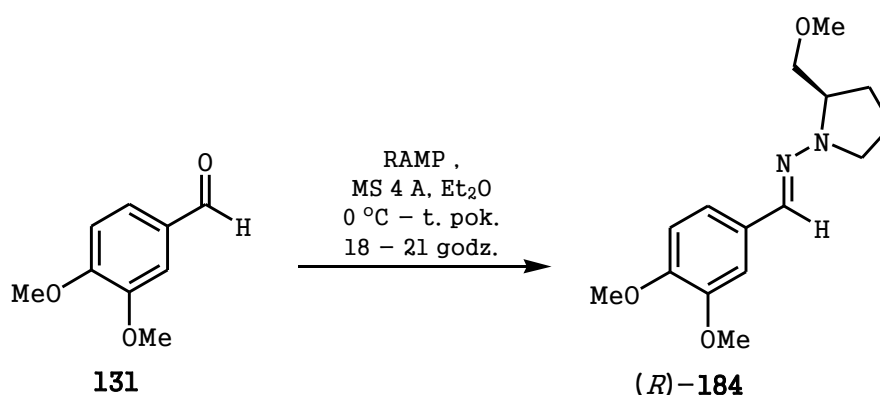 OMe
N
N
O
H
MeO
OMe
131
RAMP ,
MS 4 A, Et₂O
0 °C – t. pok.
18 – 21 godz.
H
MeO
OMe
(R)–184